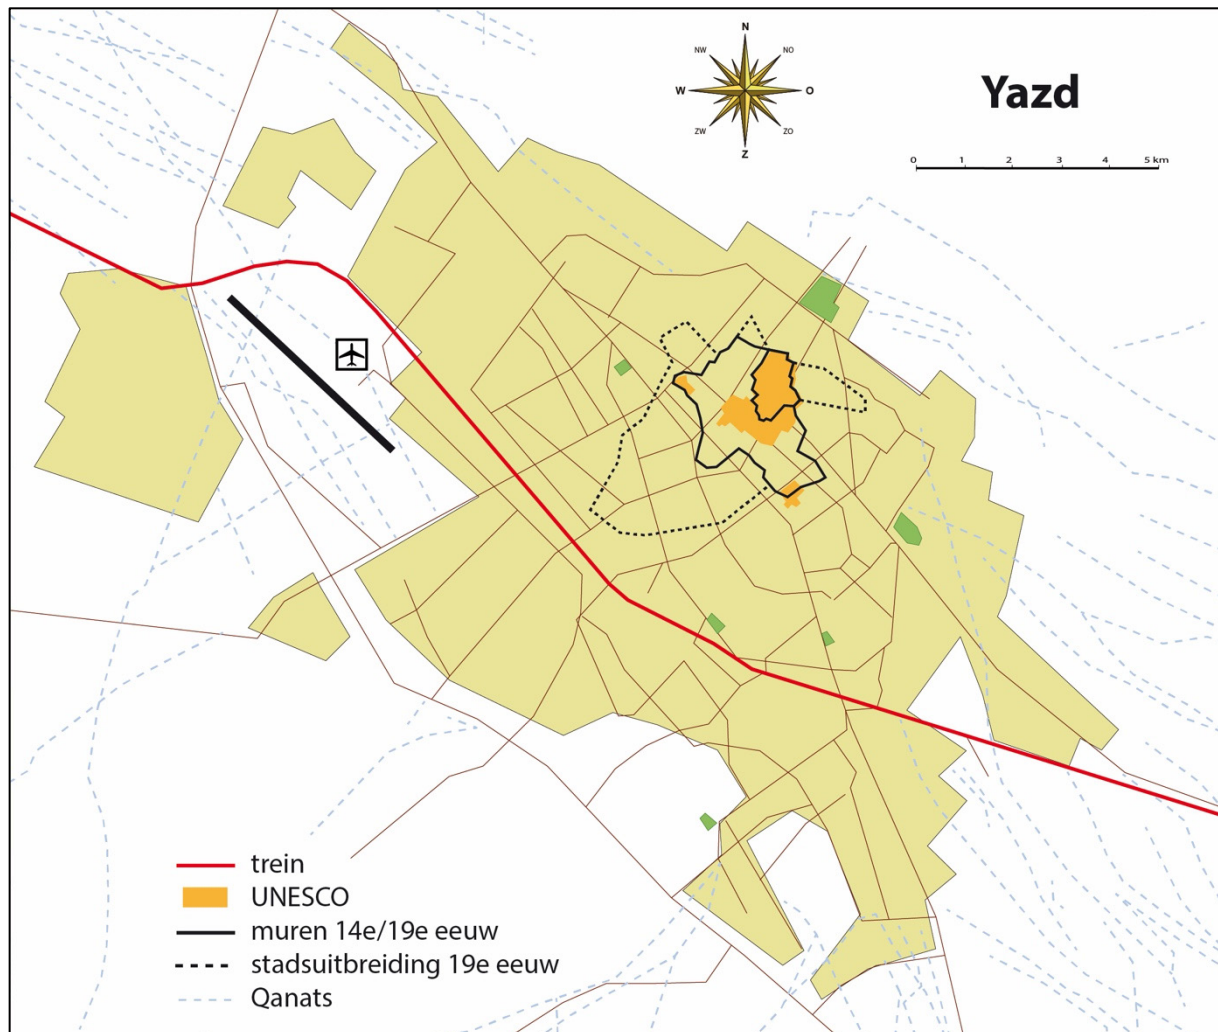 N
NW
NO
W
O
ZW
ZO
Z
Yazd
0 1 2 3 4 5 km
trein
UNESCO
muren 14e/19e eeuw
stadsuitbreiding 19e eeuw
Qanats